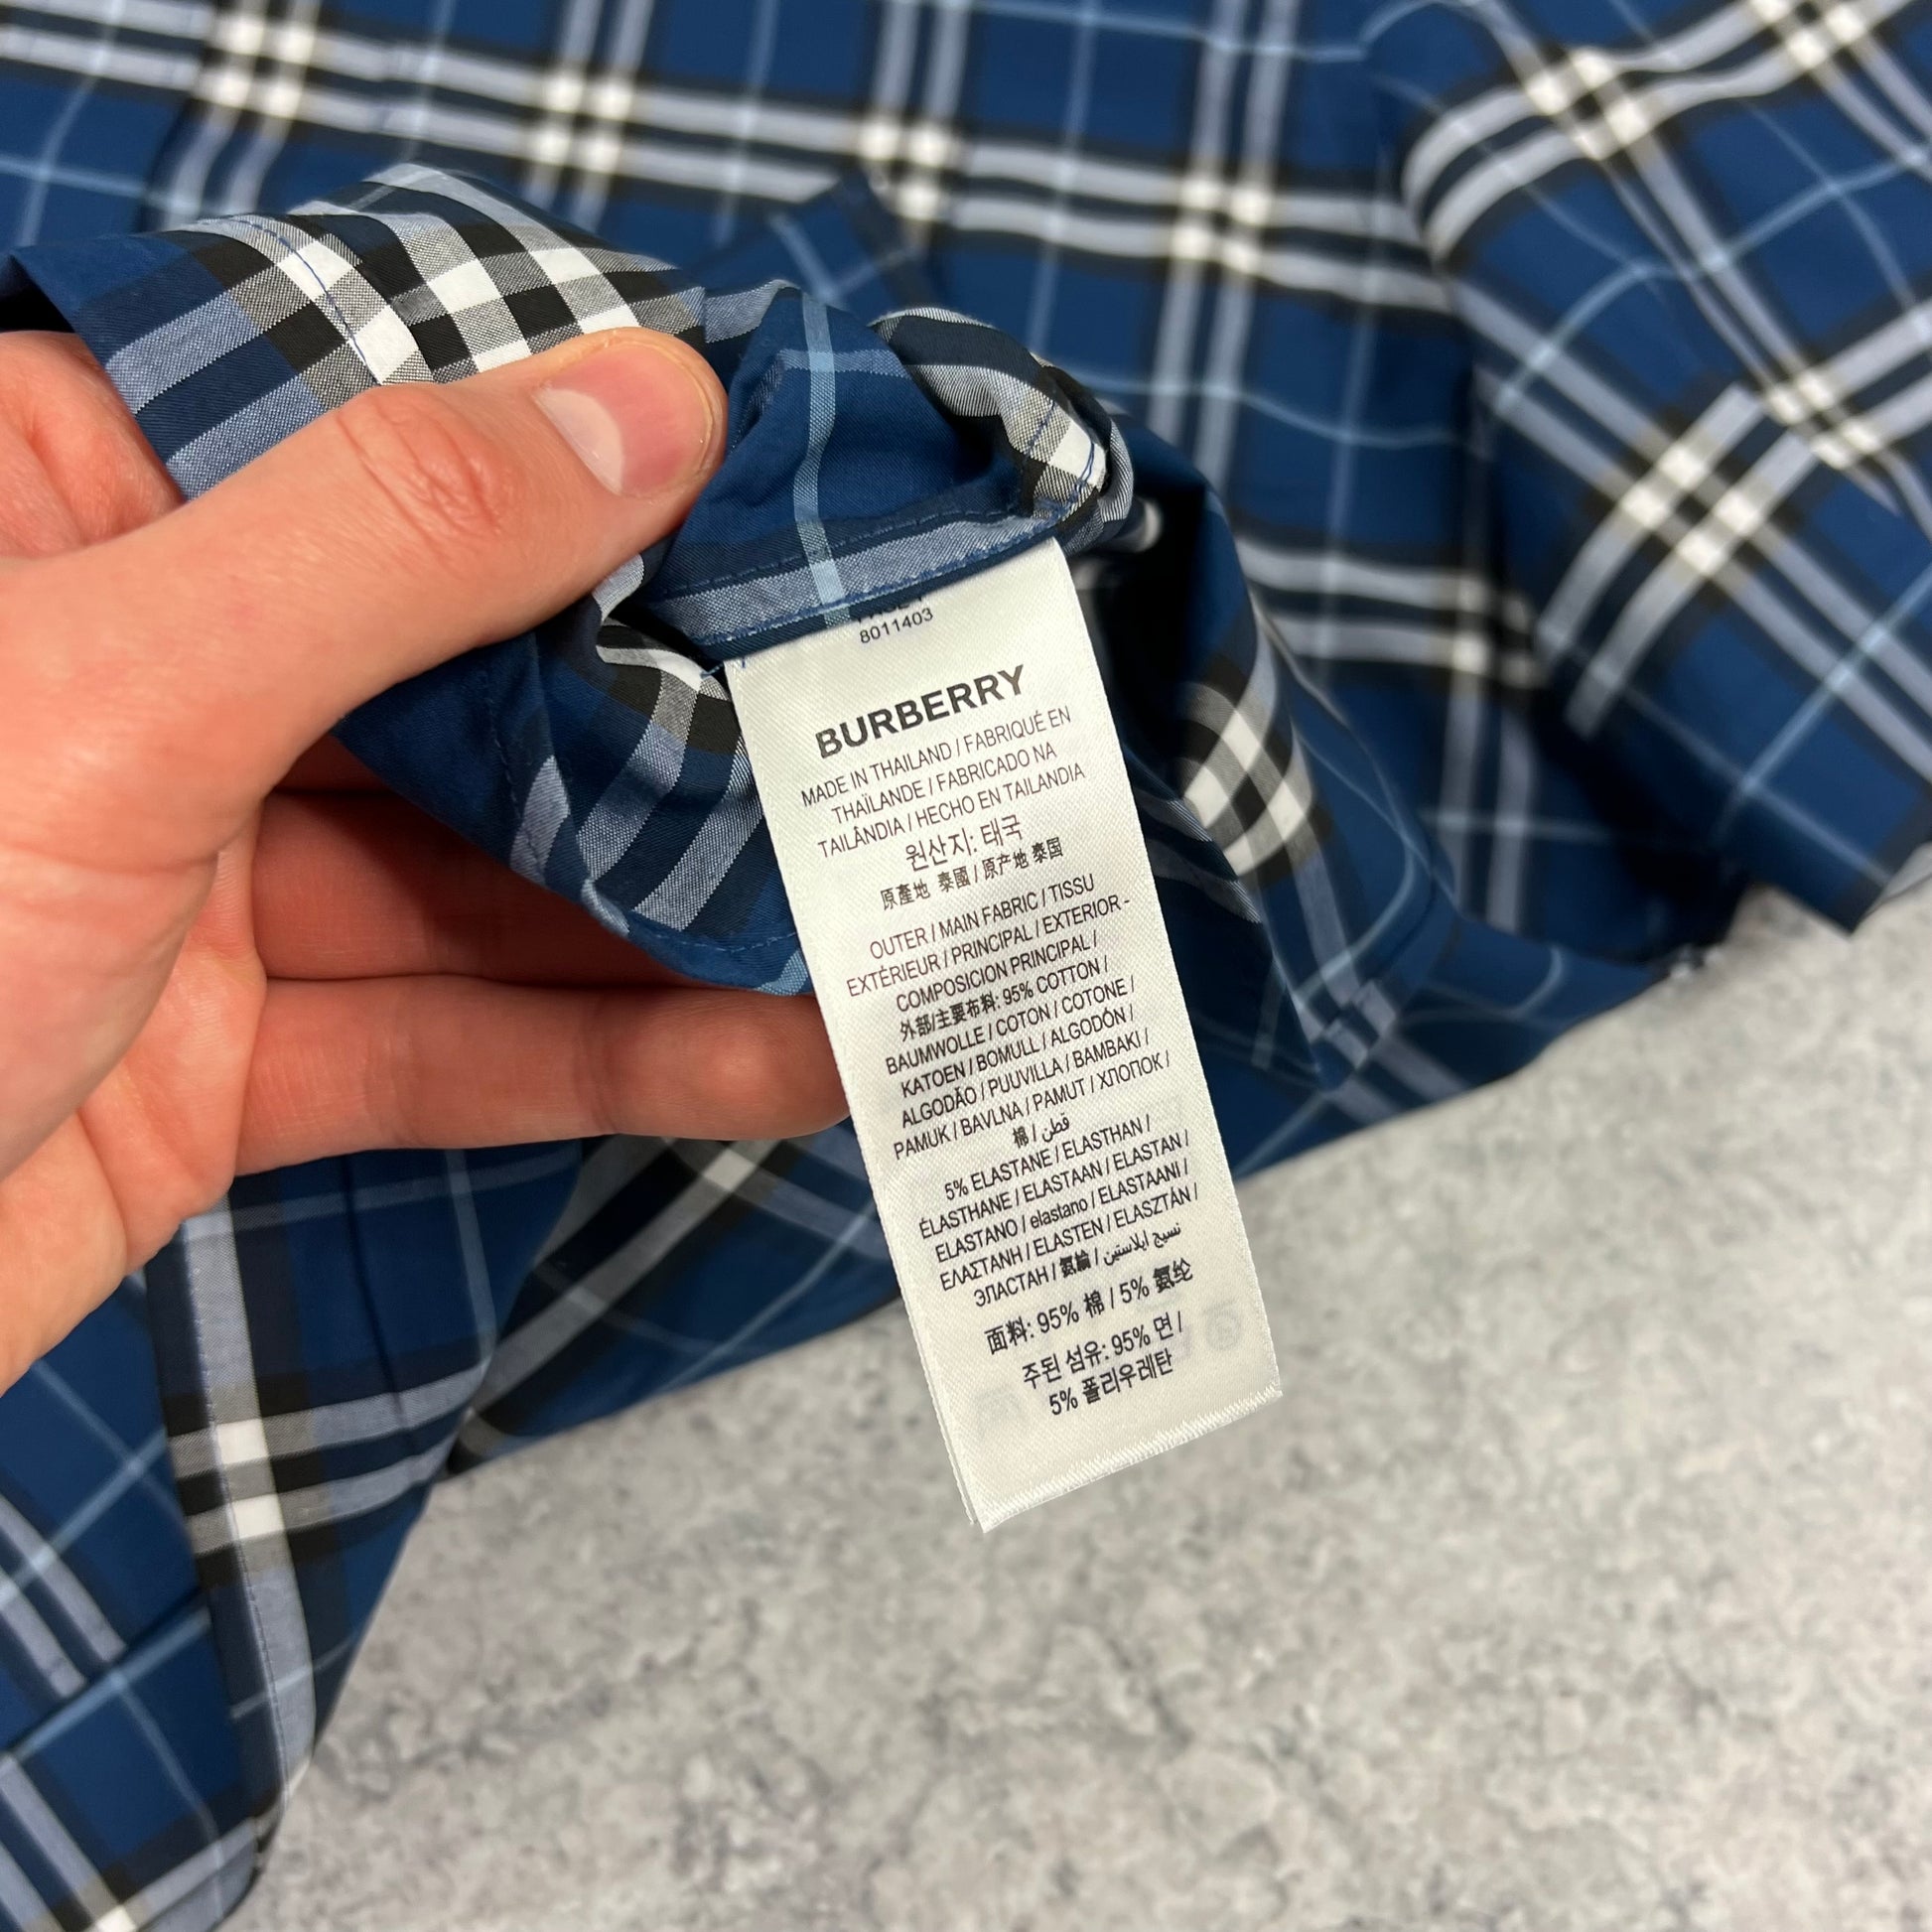 8011403
BURBERRY
MADE IN THAILAND / FABRIQUÉ EN
THAÏLANDE / FABRICADO NA
TAILÂNDIA / HECHO EN TAILANDIA
원산지: 태국
原產地 泰國 / 原产地 泰国
OUTER / MAIN FABRIC / TISSU
EXTÉRIEUR / PRINCIPAL / EXTERIOR -
COMPOSICION PRINCIPAL /
外部/主要布料: 95% COTTON /
BAUMWOLLE / COTON / COTONE /
KATOEN / BOMULL / ALGODÓN /
ALGODÃO / PUUVILLA / BAMBAKI /
PAMUK / BAVLNA / PAMUT / ХЛОПОК /
棉 / قطن
5% ELASTANE / ELASTHAN /
ÉLASTHANE / ELASTAAN / ELASTAN /
ELASTANO / elastano / ELASTAANI /
ΕΛΑΣΤΑΝΗ / ELASTEN / ELASZTÁN /
ЭЛАСТАН / 氨綸 / نسيج ايلاستين
面料: 95% 棉 / 5% 氨纶
주된 섬유: 95% 면 /
5% 폴리우레탄